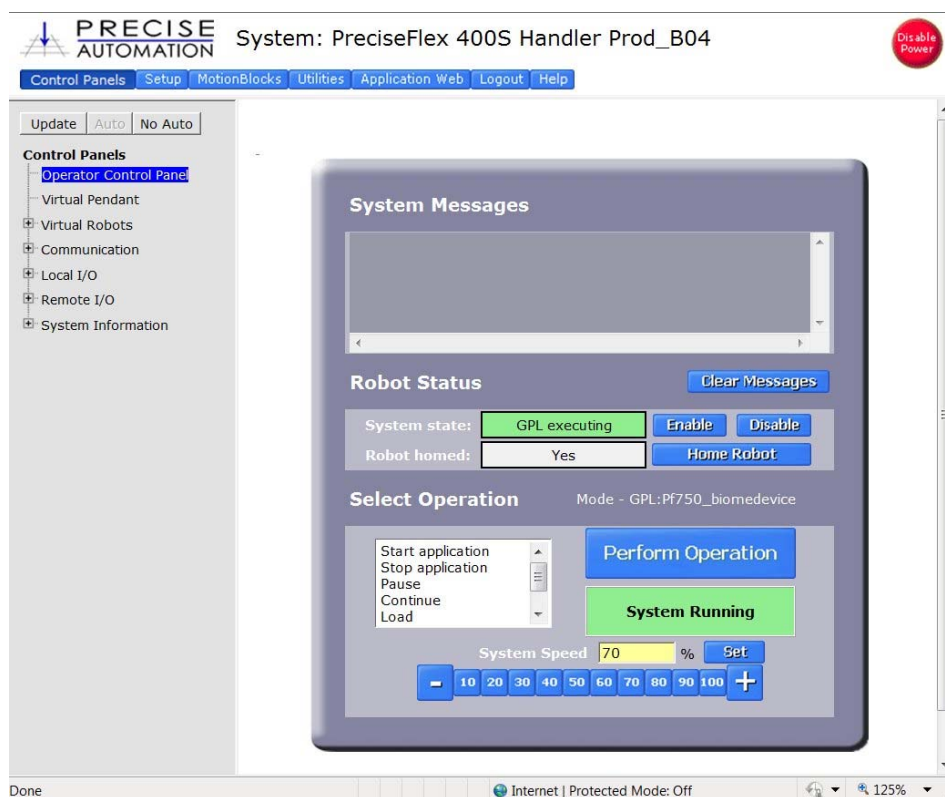 PRECISE
AUTOMATION
System: PreciseFlex 400S Handler Prod_B04
Disable
Power
Control Panels Setup MotionBlocks Utilities Application Web Logout Help
Update Auto No Auto
Control Panels
Operator Control Panel
Virtual Pendant
Virtual Robots
Communication
Local I/O
Remote I/O
System Information
System Messages
Robot Status Clear Messages
System state: GPL executing Enable Disable
Robot homed: Yes Home Robot
Select Operation Mode - GPL:Pf750_biomedevice
Start application
Stop application
Pause
Continue
Load
Perform Operation
System Running
System Speed 70 % Set
- 10 20 30 40 50 60 70 80 90 100 +
Done Internet | Protected Mode: Off 125%